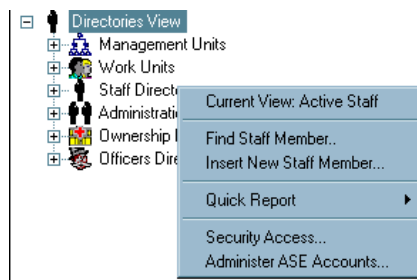 Directories View
Management Units
Work Units
Staff Directo
Administrati
Ownership
Officers Dire
Current View: Active Staff
Find Staff Member..
Insert New Staff Member...
Quick Report
Security Access...
Administer ASE Accounts...